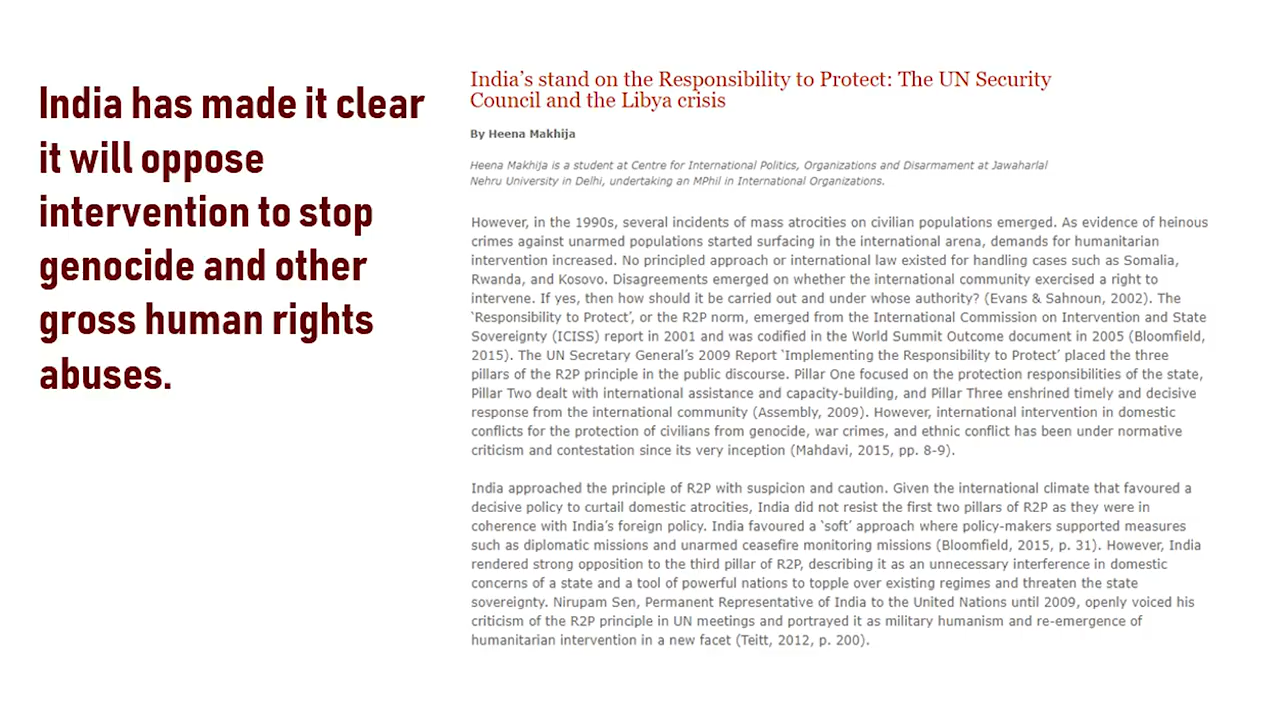 India has made it clear
it will oppose
intervention to stop
genocide and other
gross human rights
abuses.
India’s stand on the Responsibility to Protect: The UN Security
Council and the Libya crisis
By Heena Makhija
Heena Makhija is a student at Centre for International Politics, Organizations and Disarmament at Jawaharlal
Nehru University in Delhi, undertaking an MPhil in International Organizations.
However, in the 1990s, several incidents of mass atrocities on civilian populations emerged. As evidence of heinous
crimes against unarmed populations started surfacing in the international arena, demands for humanitarian
intervention increased. No principled approach or international law existed for handling cases such as Somalia,
Rwanda, and Kosovo. Disagreements emerged on whether the international community exercised a right to
intervene. If yes, then how should it be carried out and under whose authority? (Evans & Sahnoun, 2002). The
‘Responsibility to Protect’, or the R2P norm, emerged from the International Commission on Intervention and State
Sovereignty (ICISS) report in 2001 and was codified in the World Summit Outcome document in 2005 (Bloomfield,
2015). The UN Secretary General’s 2009 Report ‘Implementing the Responsibility to Protect’ placed the three
pillars of the R2P principle in the public discourse. Pillar One focused on the protection responsibilities of the state,
Pillar Two dealt with international assistance and capacity-building, and Pillar Three enshrined timely and decisive
response from the international community (Assembly, 2009). However, international intervention in domestic
conflicts for the protection of civilians from genocide, war crimes, and ethnic conflict has been under normative
criticism and contestation since its very inception (Mahdavi, 2015, pp. 8-9).
India approached the principle of R2P with suspicion and caution. Given the international climate that favoured a
decisive policy to curtail domestic atrocities, India did not resist the first two pillars of R2P as they were in
coherence with India’s foreign policy. India favoured a ‘soft’ approach where policy-makers supported measures
such as diplomatic missions and unarmed ceasefire monitoring missions (Bloomfield, 2015, p. 31). However, India
rendered strong opposition to the third pillar of R2P, describing it as an unnecessary interference in domestic
concerns of a state and a tool of powerful nations to topple over existing regimes and threaten the state
sovereignty. Nirupam Sen, Permanent Representative of India to the United Nations until 2009, openly voiced his
criticism of the R2P principle in UN meetings and portrayed it as military humanism and re-emergence of
humanitarian intervention in a new facet (Teitt, 2012, p. 200).